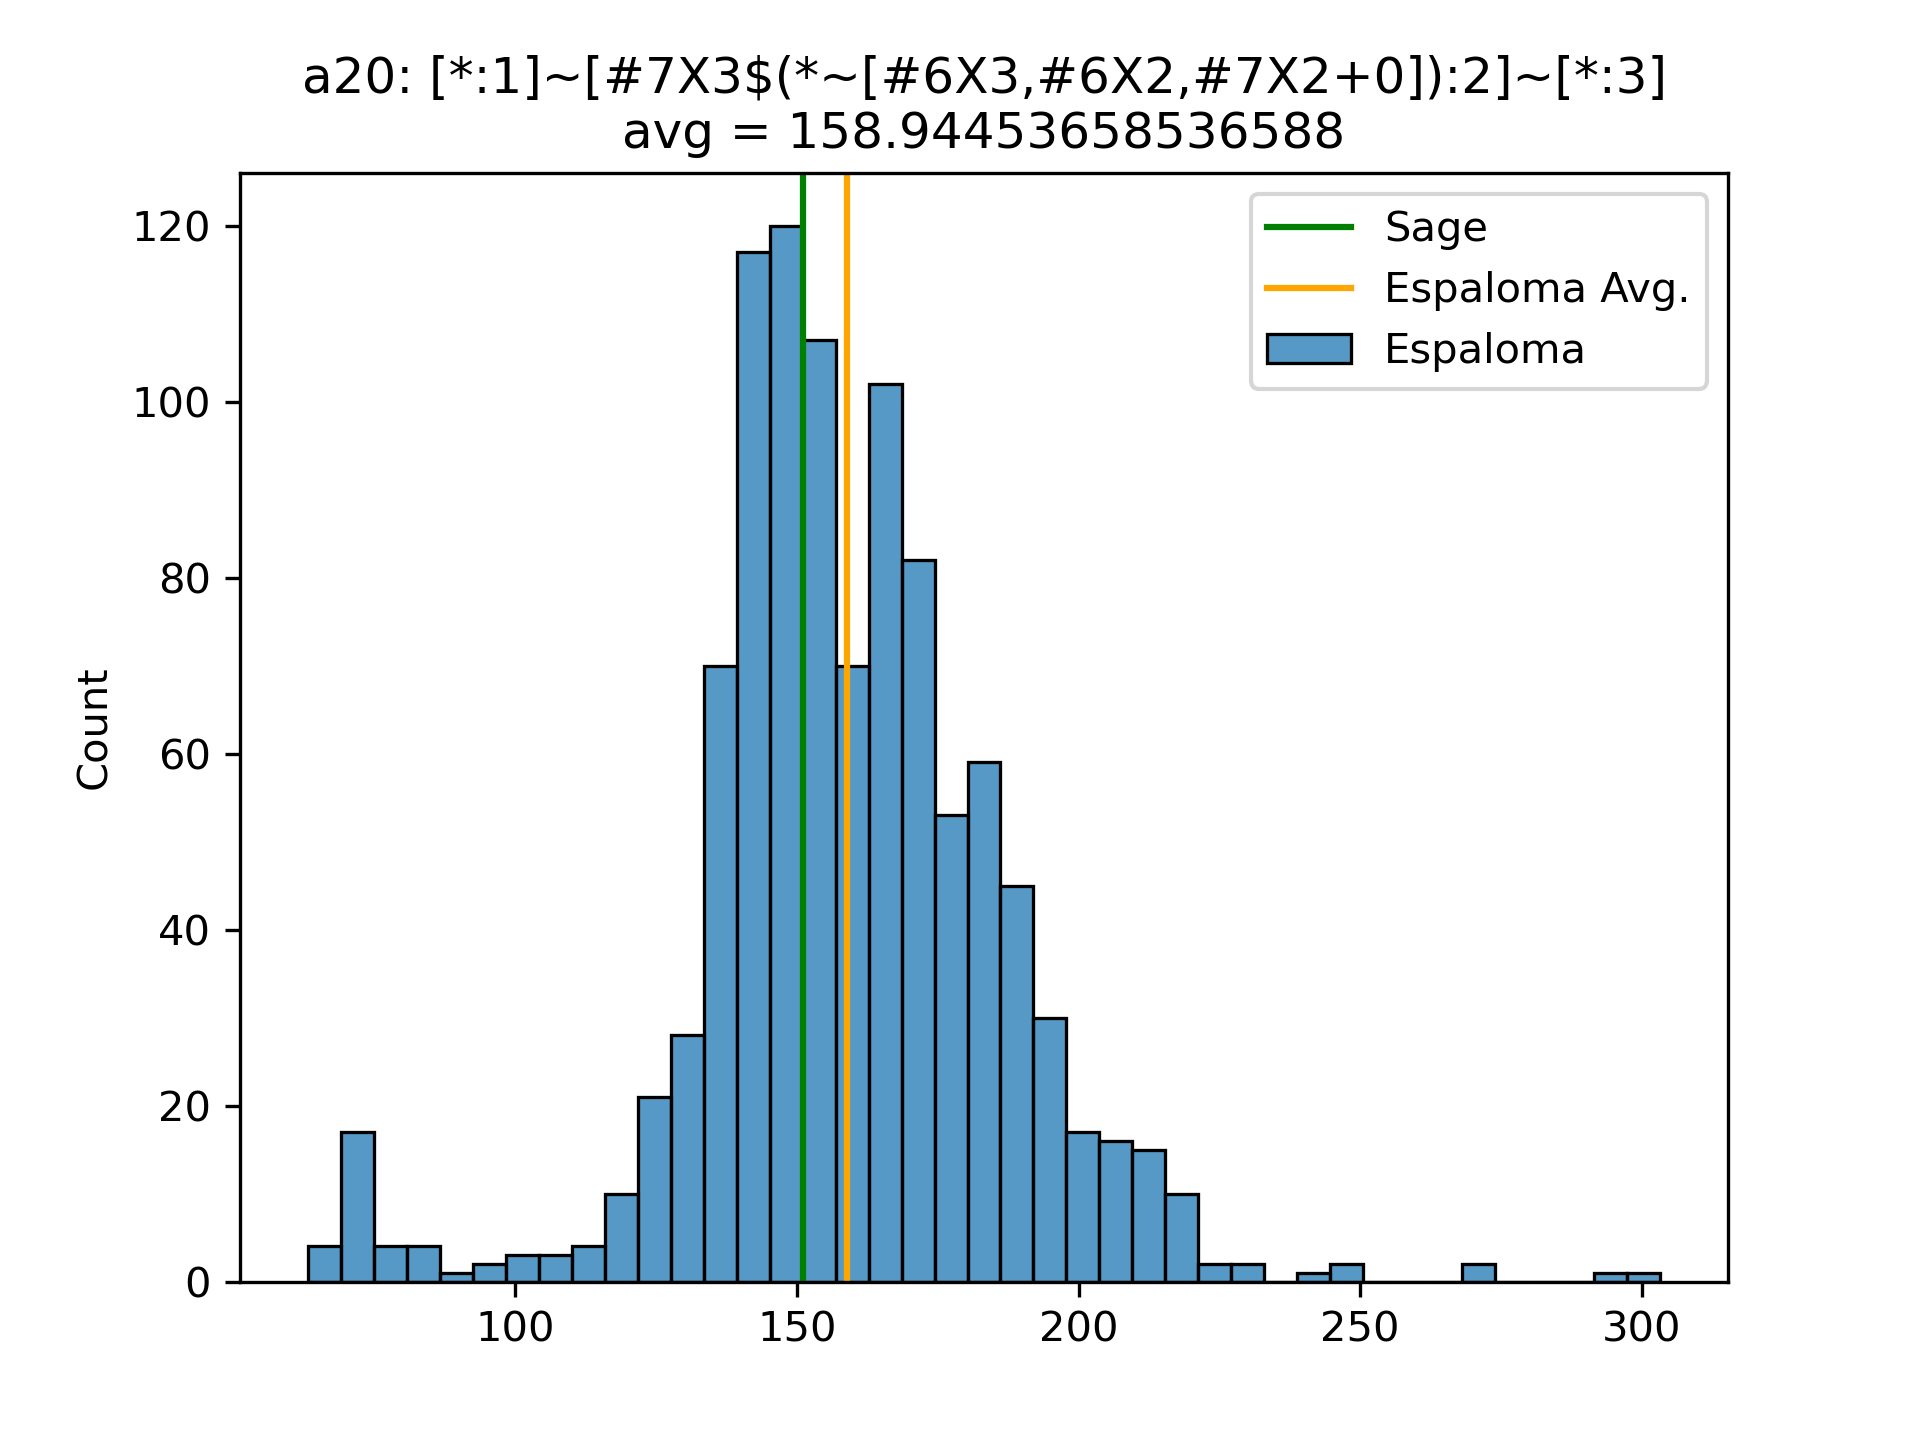 a20: [*:1]~[#7X3$(*~[#6X3,#6X2,#7X2+0]):2]~[*:3]
avg = 158.94453658536588
Sage
Espaloma Avg.
Espaloma
120
100
80
60
40
20
0
Count
100 150 200 250 300